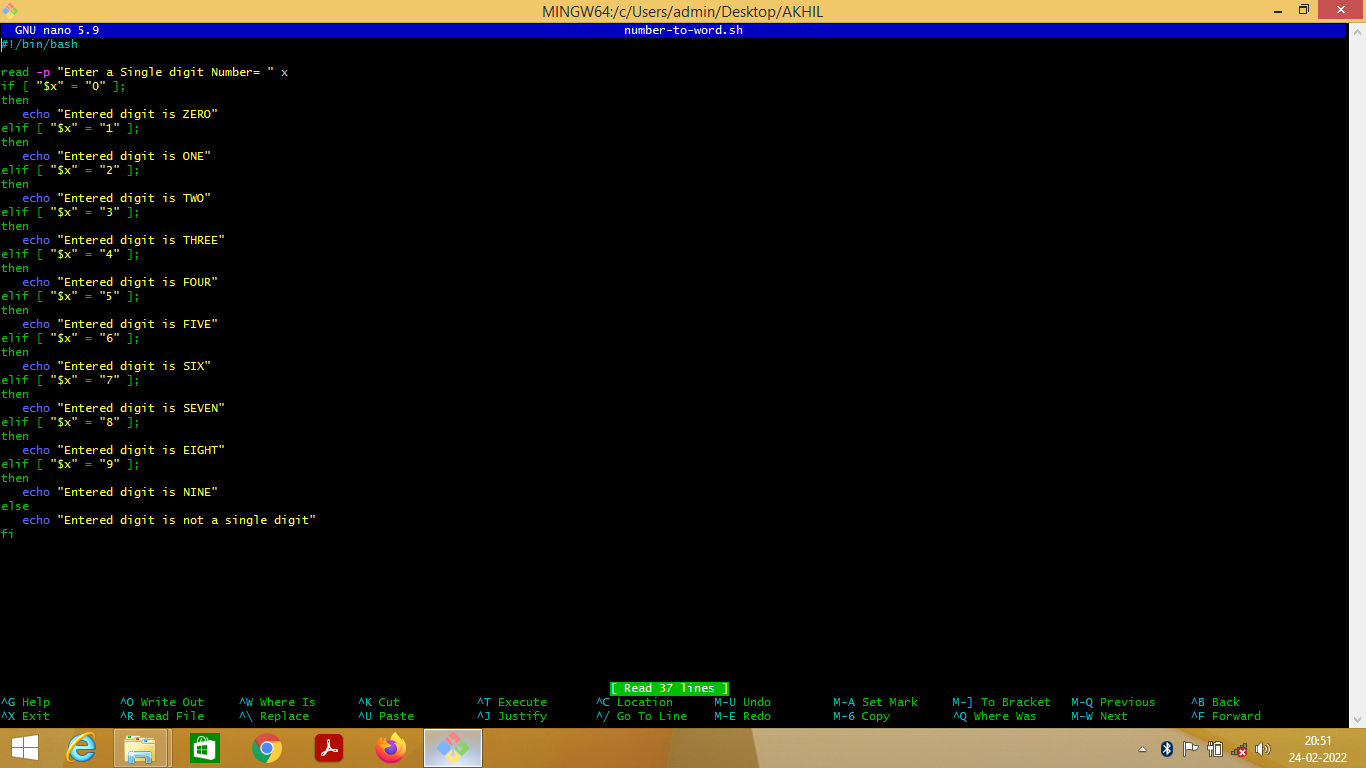 MINGW64:/c/Users/admin/Desktop/AKHIL
GNU nano 5.9 number-to-word.sh
#!/bin/bash
read -p "Enter a Single digit Number= " x
if [ "$x" = "0" ];
then
   echo "Entered digit is ZERO"
elif [ "$x" = "1" ];
then
   echo "Entered digit is ONE"
elif [ "$x" = "2" ];
then
   echo "Entered digit is TWO"
elif [ "$x" = "3" ];
then
   echo "Entered digit is THREE"
elif [ "$x" = "4" ];
then
   echo "Entered digit is FOUR"
elif [ "$x" = "5" ];
then
   echo "Entered digit is FIVE"
elif [ "$x" = "6" ];
then
   echo "Entered digit is SIX"
elif [ "$x" = "7" ];
then
   echo "Entered digit is SEVEN"
elif [ "$x" = "8" ];
then
   echo "Entered digit is EIGHT"
elif [ "$x" = "9" ];
then
   echo "Entered digit is NINE"
else
   echo "Entered digit is not a single digit"
fi
[ Read 37 lines ]
^G Help ^O Write Out ^W Where Is ^K Cut ^T Execute ^C Location M-U Undo M-A Set Mark M-] To Bracket M-Q Previous ^B Back
^X Exit ^R Read File ^\ Replace ^U Paste ^J Justify ^/ Go To Line M-E Redo M-6 Copy ^Q Where Was M-W Next ^F Forward
20:51
24-02-2022